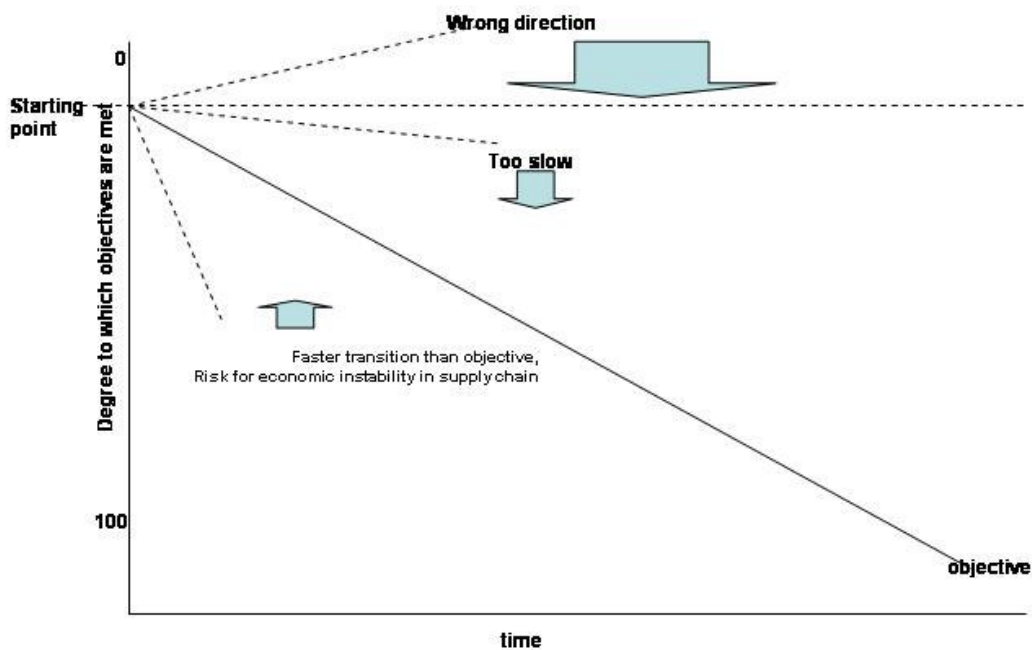 Wrong direction
0
Starting
point
Degree to which objectives are met
Too slow
Faster transition than objective,
Risk for economic instability in supply chain
100
objective
time